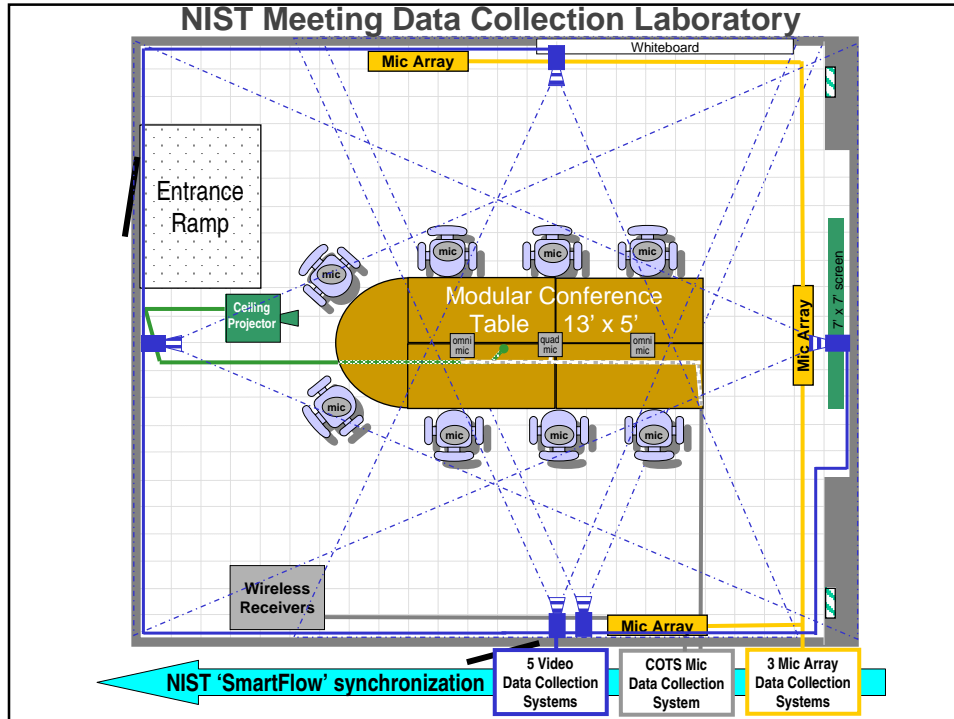 NIST Meeting Data Collection Laboratory
Whiteboard
Mic Array
Entrance
Ramp
mic
mic
mic
mic
Ceiling
Projector
Modular Conference
Table 13' x 5'
omni
mic
quad
mic
omni
mic
Mic Array
7' x 7' screen
mic
mic
mic
mic
Wireless
Receivers
Mic Array
NIST 'SmartFlow' synchronization
5 Video
Data Collection
Systems
COTS Mic
Data Collection
System
3 Mic Array
Data Collection
Systems